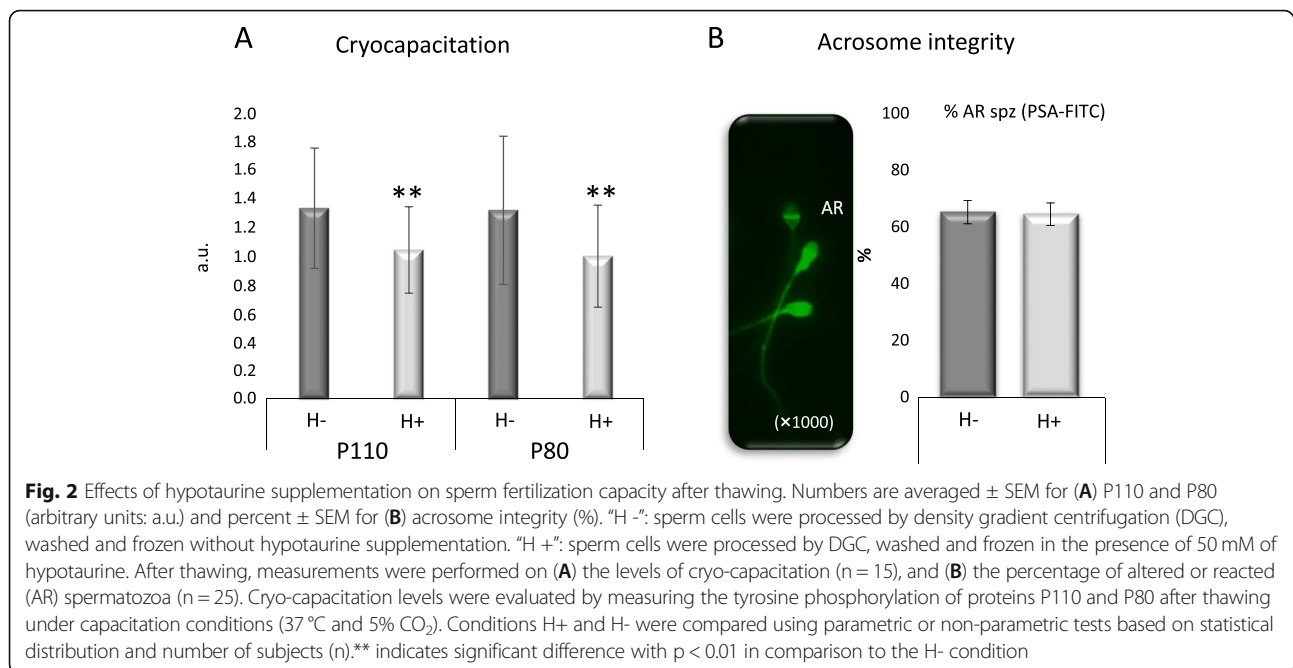 A
Cryocapacitation
2.0
1.8
1.6
1.4
1.2
1.0
0.8
0.6
0.4
0.2
0.0
a.u.
**
**
H-
H+
H-
H+
P110
P80
B
Acrosome integrity
AR
(×1000)
% AR spz (PSA-FITC)
100
80
60
40
20
0
%
H-
H+
Fig. 2 Effects of hypotaurine supplementation on sperm fertilization capacity after thawing. Numbers are averaged ± SEM for (A) P110 and P80
(arbitrary units: a.u.) and percent ± SEM for (B) acrosome integrity (%). “H -”: sperm cells were processed by density gradient centrifugation (DGC),
washed and frozen without hypotaurine supplementation. “H +”: sperm cells were processed by DGC, washed and frozen in the presence of 50 mM of
hypotaurine. After thawing, measurements were performed on (A) the levels of cryo-capacitation (n = 15), and (B) the percentage of altered or reacted
(AR) spermatozoa (n = 25). Cryo-capacitation levels were evaluated by measuring the tyrosine phosphorylation of proteins P110 and P80 after thawing
under capacitation conditions (37 °C and 5% CO₂). Conditions H+ and H- were compared using parametric or non-parametric tests based on statistical
distribution and number of subjects (n).** indicates significant difference with p < 0.01 in comparison to the H- condition